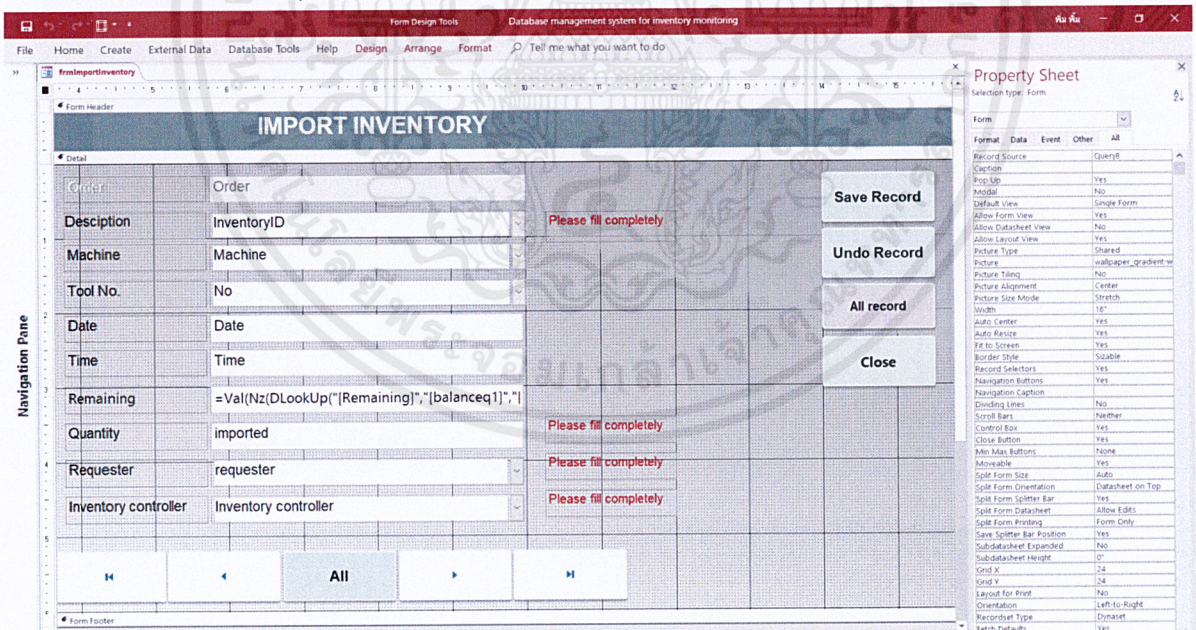 Form Design Tools
Database management system for inventory monitoring
พิม พิ้ม
File Home Create External Data Database Tools Help Design Arrange Format Tell me what you want to do
frmImportinventory
Form Header
IMPORT INVENTORY
Detail
Order Order
Desciption InventoryID Please fill completely
Machine Machine
Tool No. No
Date Date
Time Time
Remaining =Val(Nz(DLookUp("[Remaining]","[balanceq1]","
Quantity imported Please fill completely
Requester requester Please fill completely
Inventory controller Inventory controller Please fill completely
Save Record
Undo Record
All record
Close
All
Form Footer
Navigation Pane
Property Sheet
Selection type: Form
Form
Format Data Event Other All
Record Source Query8
Caption
Pop Up Yes
Modal No
Default View Single Form
Allow Form View Yes
Allow Datasheet View No
Allow Layout View Yes
Picture Type Shared
Picture wallpaper_gradient-w
Picture Tiling No
Picture Alignment Center
Picture Size Mode Stretch
Width 16"
Auto Center Yes
Auto Resize Yes
Fit to Screen Yes
Border Style Sizable
Record Selectors Yes
Navigation Buttons Yes
Navigation Caption
Dividing Lines No
Scroll Bars Neither
Control Box Yes
Close Button Yes
Min Max Buttons None
Moveable Yes
Split Form Size Auto
Split Form Orientation Datasheet on Top
Split Form Splitter Bar Yes
Split Form Datasheet Allow Edits
Split Form Printing Form Only
Save Splitter Bar Position Yes
Subdatasheet Expanded No
Subdatasheet Height 0"
Grid X 24
Grid Y 24
Layout for Print No
Orientation Left-to-Right
Recordset Type Dynaset
Fetch Defaults Yes